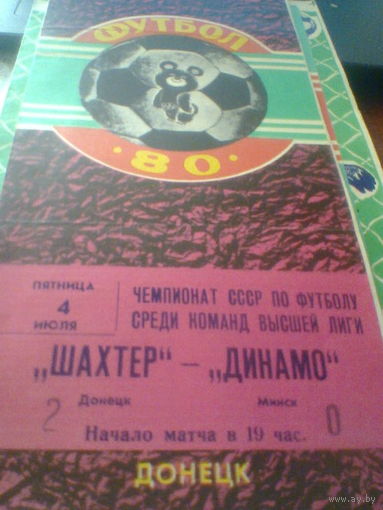 ФУТБОЛ
·80·
ПЯТНИЦА
4
ИЮЛЯ
ЧЕМПИОНАТ СССР ПО ФУТБОЛУ
СРЕДИ КОМАНД ВЫСШЕЙ ЛИГИ
„ШАХТЕР" – „ДИНАМО"
Донецк Минск
2 0
Начало матча в 19 час.
ДОНЕЦК
www.ay.by